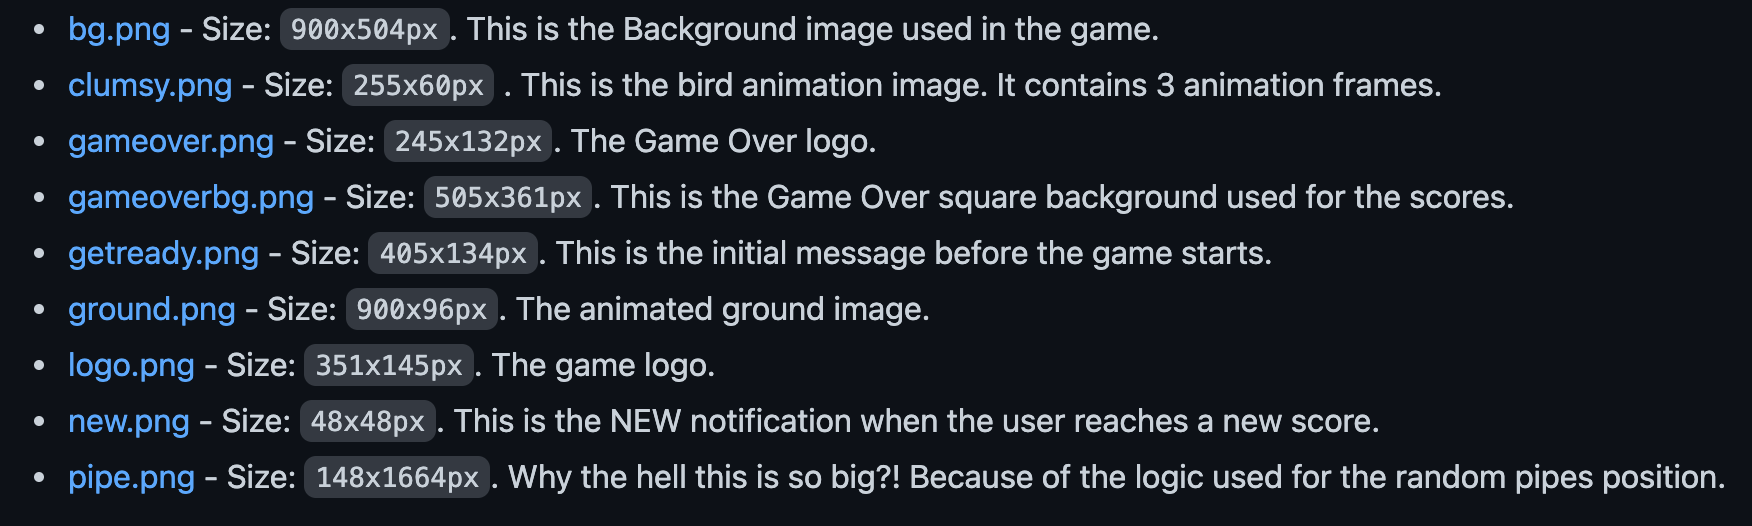 • bg.png - Size: 900x504px. This is the Background image used in the game.
• clumsy.png - Size: 255x60px . This is the bird animation image. It contains 3 animation frames.
• gameover.png - Size: 245x132px. The Game Over logo.
• gameoverbg.png - Size: 505x361px. This is the Game Over square background used for the scores.
• getready.png - Size: 405x134px. This is the initial message before the game starts.
• ground.png - Size: 900x96px. The animated ground image.
• logo.png - Size: 351x145px. The game logo.
• new.png - Size: 48x48px. This is the NEW notification when the user reaches a new score.
• pipe.png - Size: 148x1664px. Why the hell this is so big?! Because of the logic used for the random pipes position.